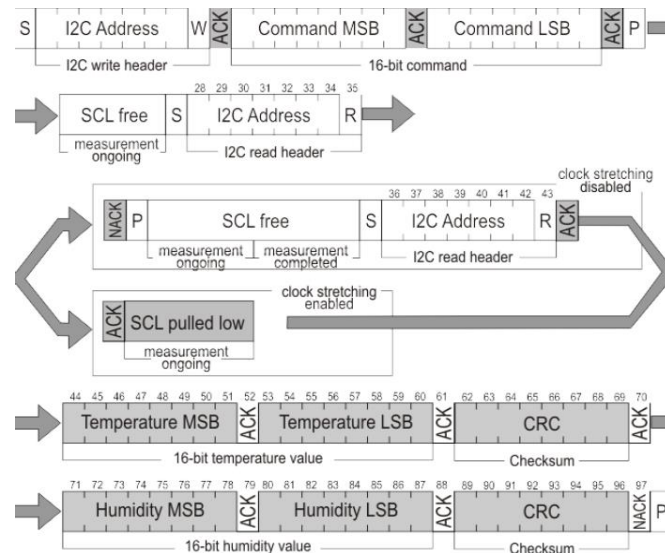 S I2C Address W ACK Command MSB ACK Command LSB ACK P
I2C write header 16-bit command
28 29 30 31 32 33 34 35
SCL free S I2C Address R
measurement I2C read header
ongoing
clock stretching
disabled
36 37 38 39 40 41 42 43
NACK P SCL free S I2C Address R ACK
measurement measurement I2C read header
ongoing completed
clock stretching
enabled
ACK SCL pulled low
measurement
ongoing
44 45 46 47 48 49 50 51 52 53 54 55 56 57 58 59 60 61 62 63 64 65 66 67 68 69 70
Temperature MSB ACK Temperature LSB ACK CRC ACK
16-bit temperature value Checksum
71 72 73 74 75 76 77 78 79 80 81 82 83 84 85 86 87 88 89 90 91 92 93 94 95 96 97
Humidity MSB ACK Humidity LSB ACK CRC NACK P
16-bit humidity value Checksum